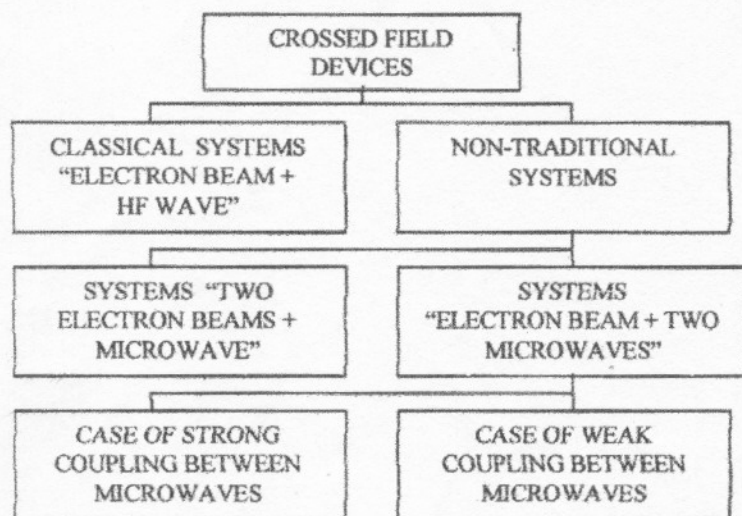 CROSSED FIELD
DEVICES
CLASSICAL SYSTEMS
“ELECTRON BEAM +
HF WAVE”
NON-TRADITIONAL
SYSTEMS
SYSTEMS “TWO
ELECTRON BEAMS +
MICROWAVE”
SYSTEMS
“ELECTRON BEAM + TWO
MICROWAVES”
CASE OF STRONG
COUPLING BETWEEN
MICROWAVES
CASE OF WEAK
COUPLING BETWEEN
MICROWAVES